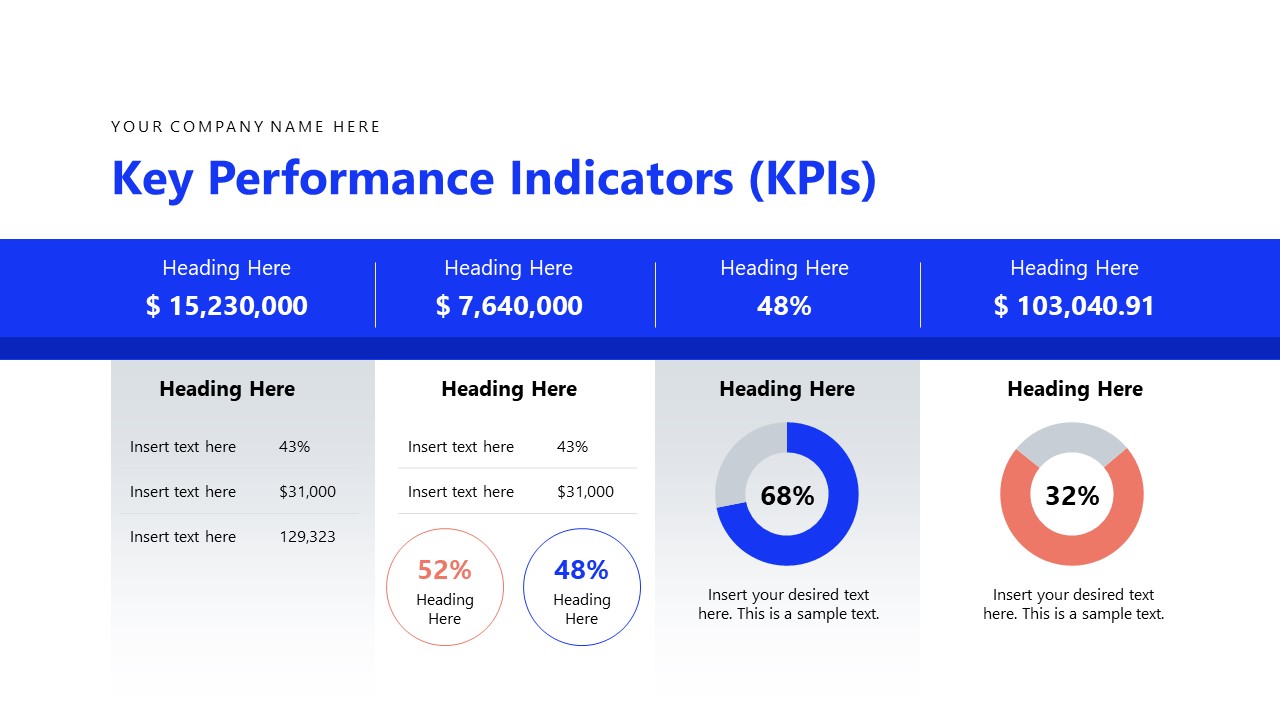 YOUR COMPANY NAME HERE
Key Performance Indicators (KPIs)
Heading Here
$ 15,230,000
Heading Here
$ 7,640,000
Heading Here
48%
Heading Here
$ 103,040.91
Heading Here
Insert text here 43%
Insert text here $31,000
Insert text here 129,323
Heading Here
Insert text here 43%
Insert text here $31,000
52%
Heading
Here
48%
Heading
Here
Heading Here
68%
Insert your desired text
here. This is a sample text.
Heading Here
32%
Insert your desired text
here. This is a sample text.